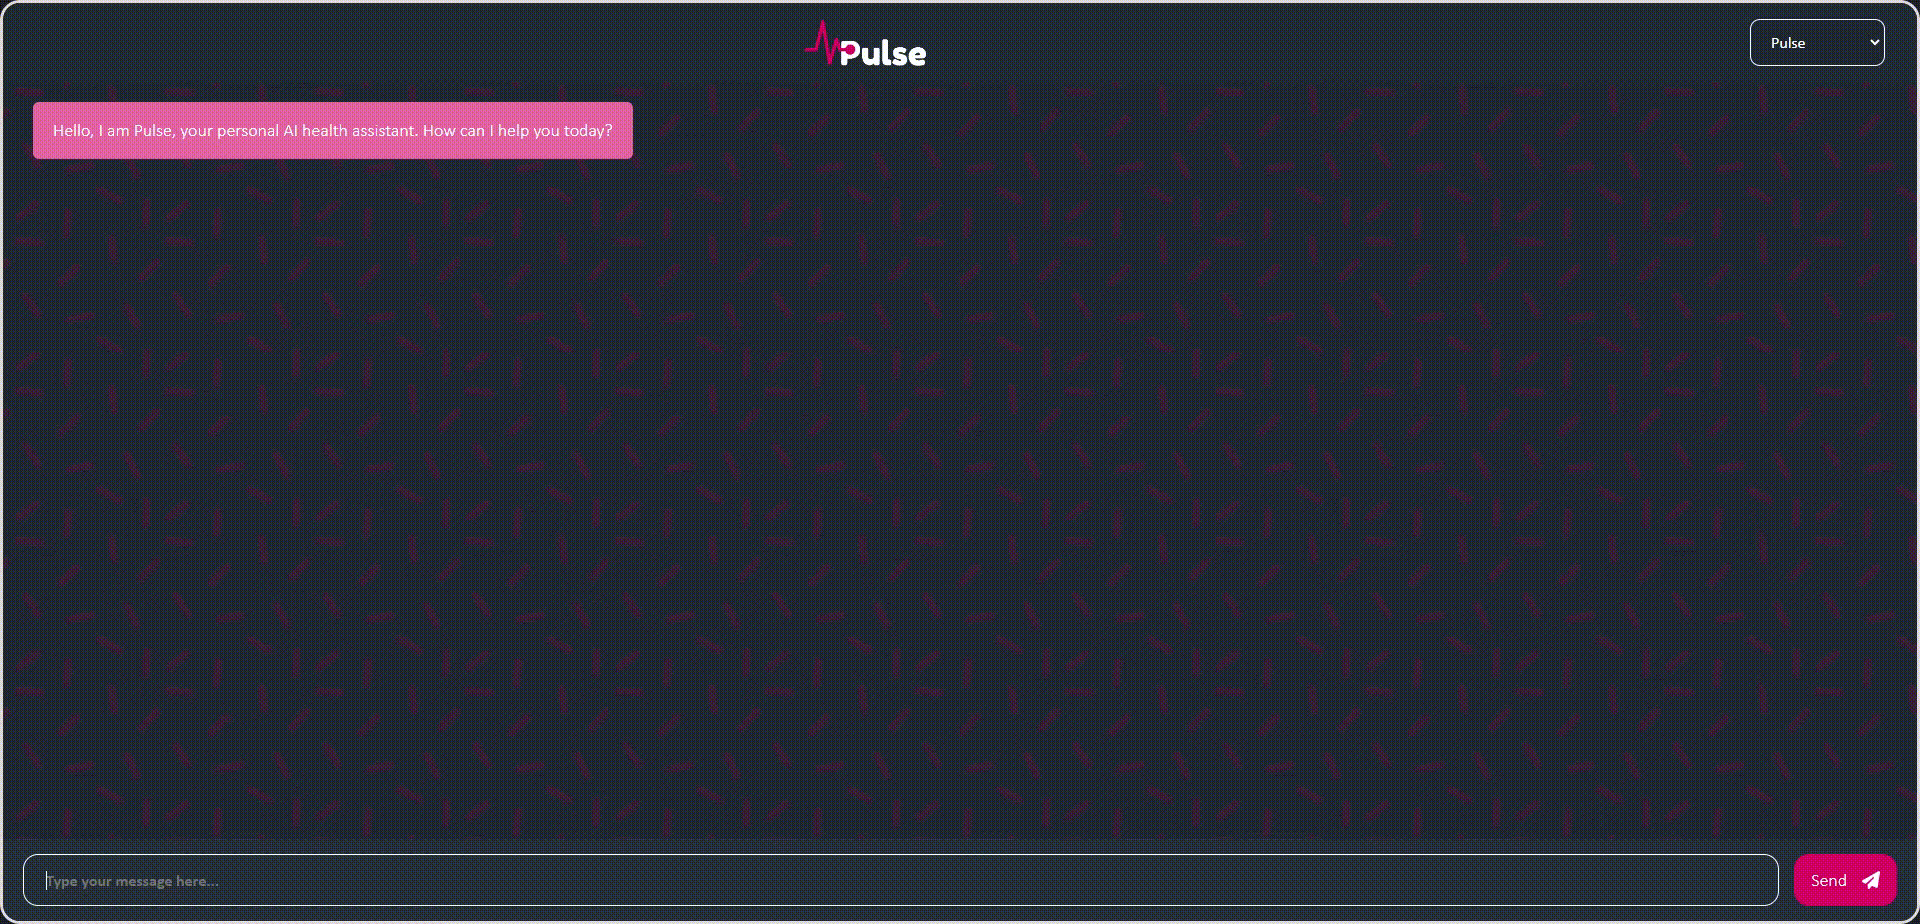 Pulse
Pulse
Hello, I am Pulse, your personal AI health assistant. How can I help you today?
Type your message here...
Send